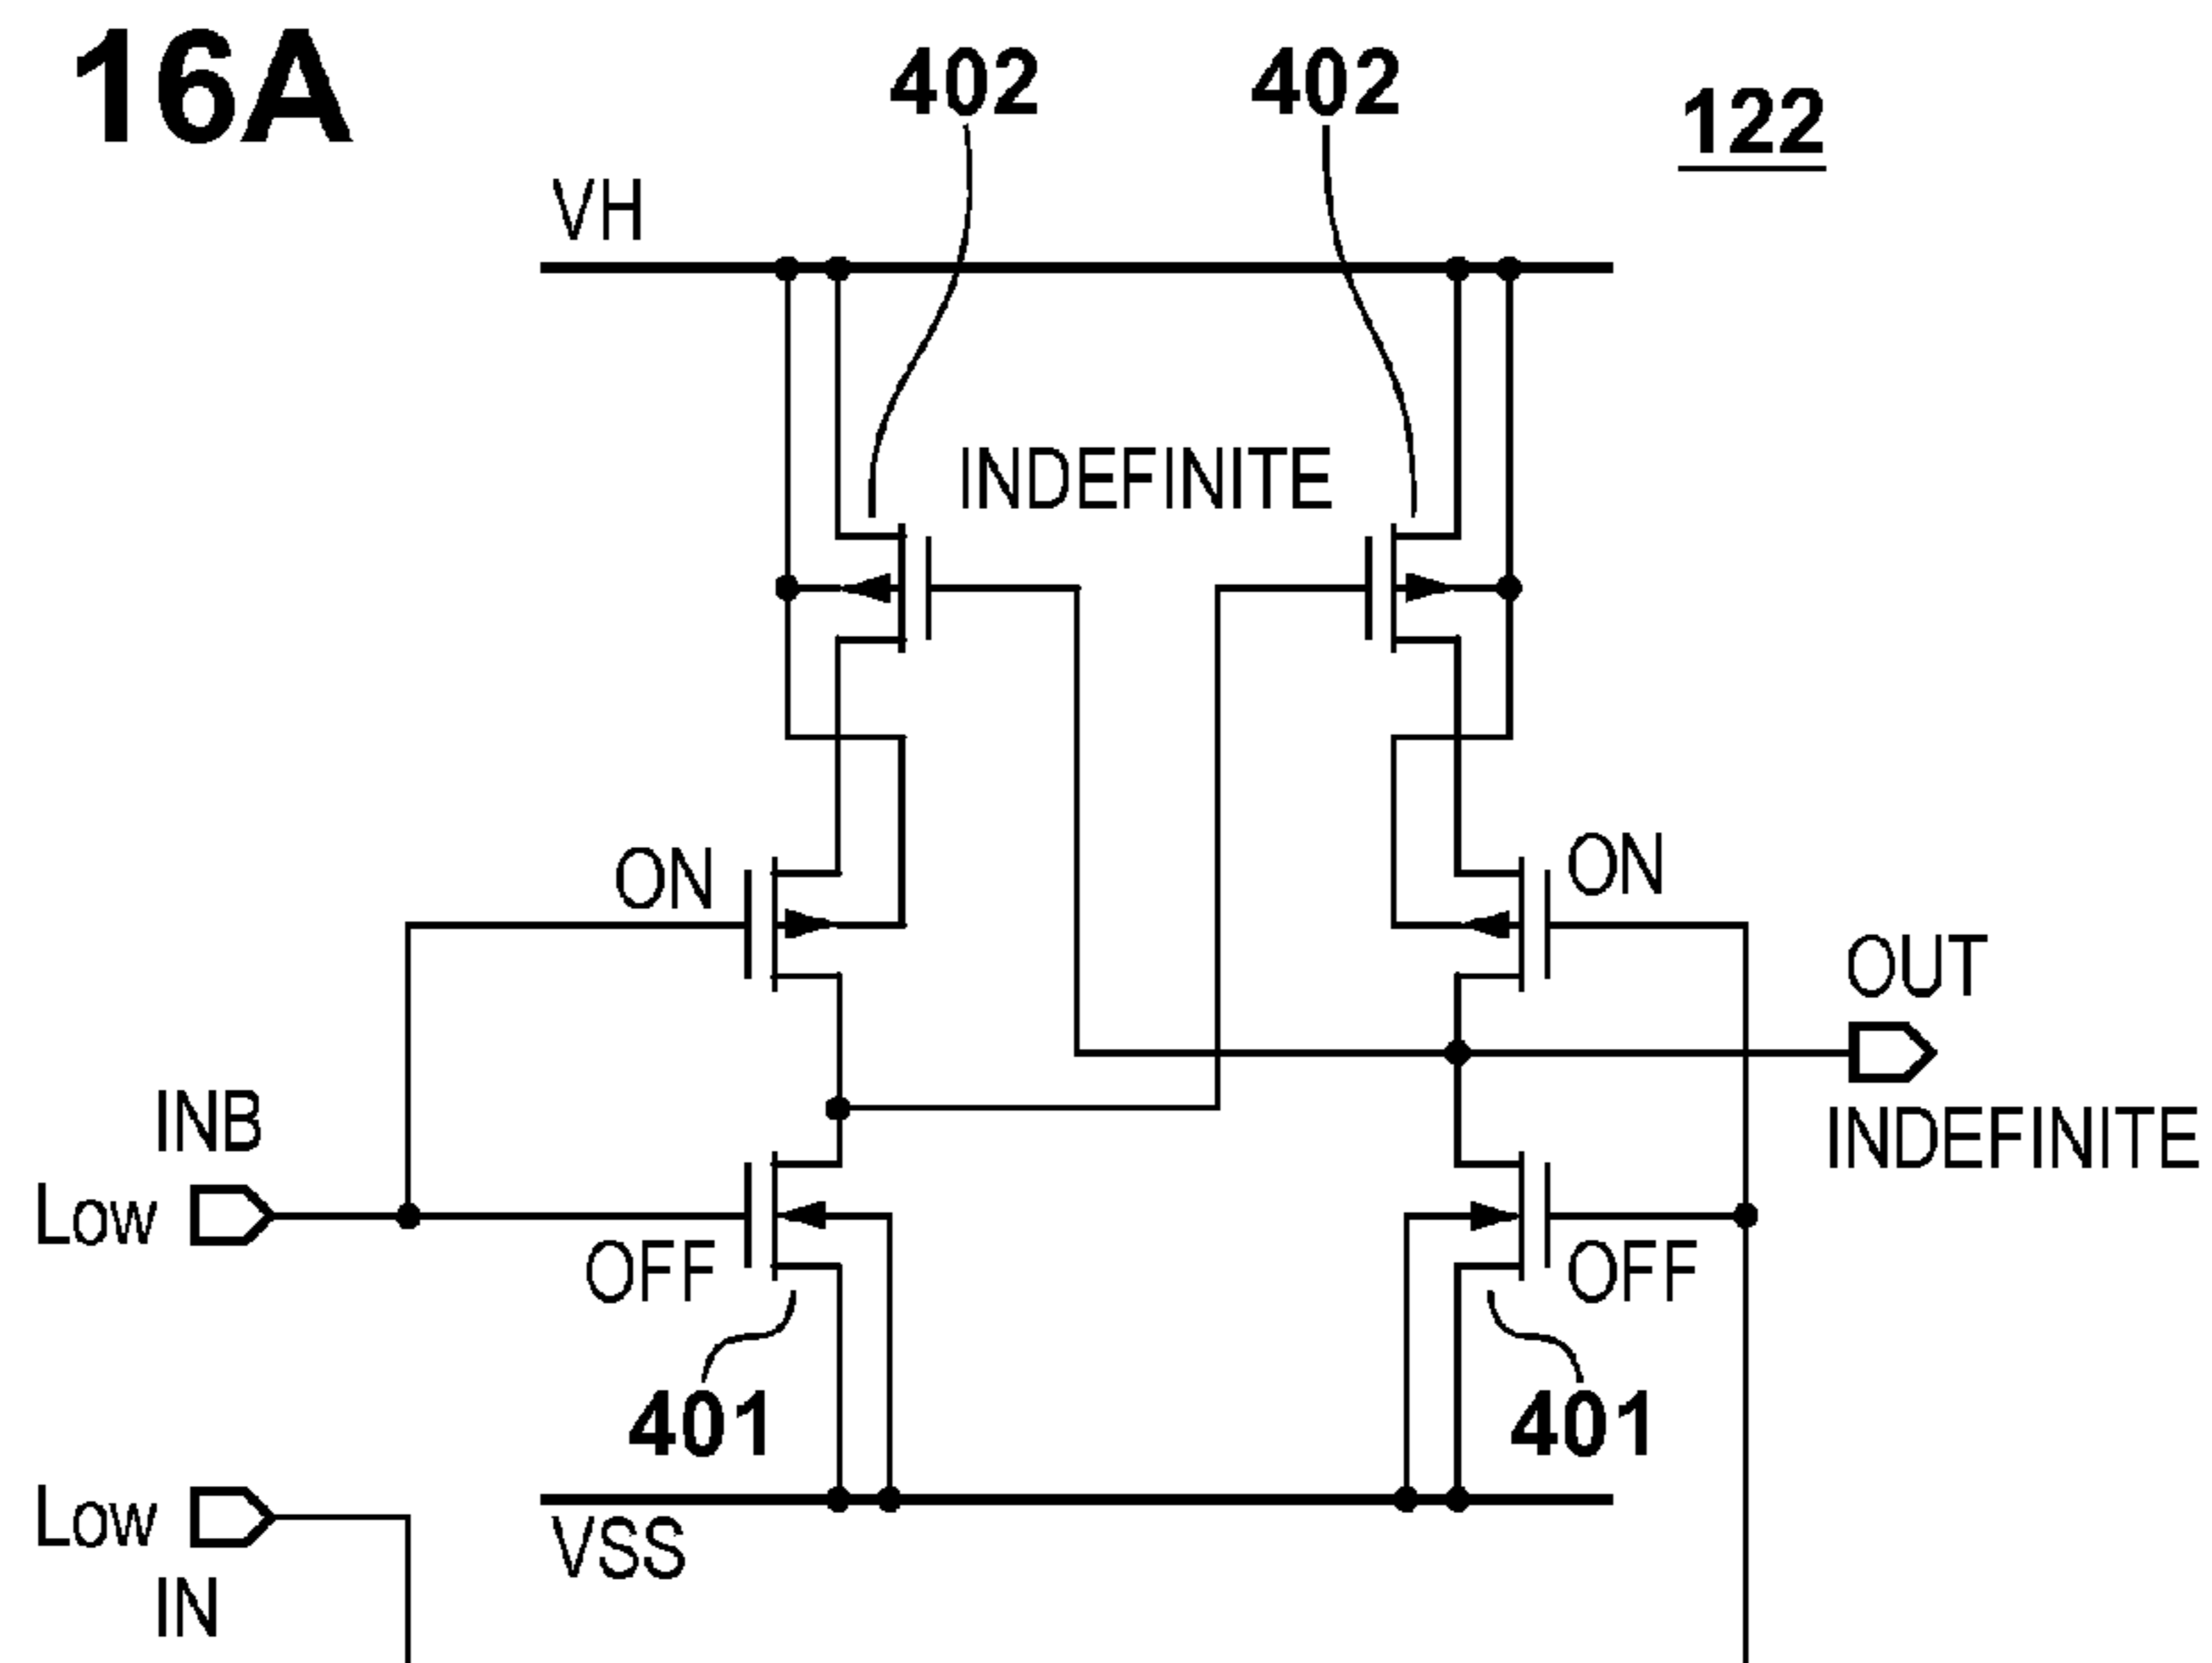 16A
402
402
122
VH
INDEFINITE
ON
ON
OUT
INB
INDEFINITE
Low
OFF
OFF
401
401
Low
VSS
IN